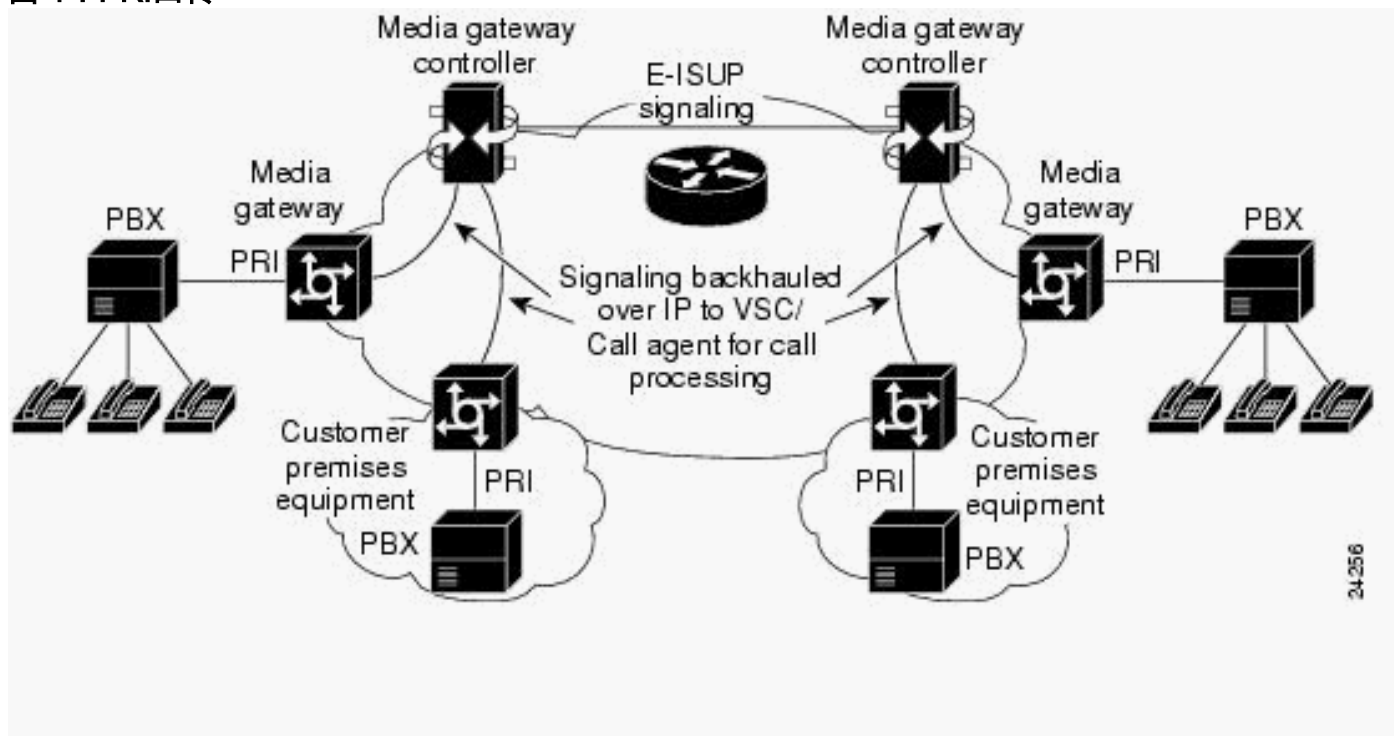 Media gateway
controller
Media gateway
controller
E-ISUP
signaling
Media
gateway
Media
gateway
PBX
PBX
PRI
PRI
Signaling backhauled
over IP to VSC/
Call agent for call
processing
Customer
premises
equipment
Customer
premises
equipment
PRI
PRI
PBX
PBX
24256